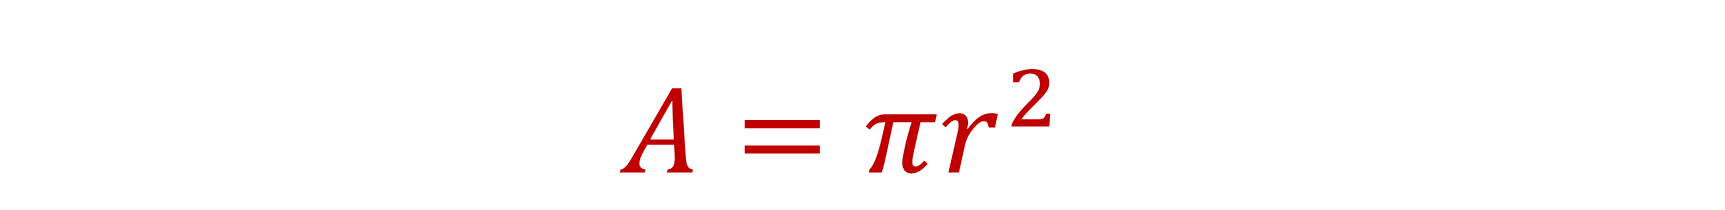 𝐴 = 𝜋𝑟²